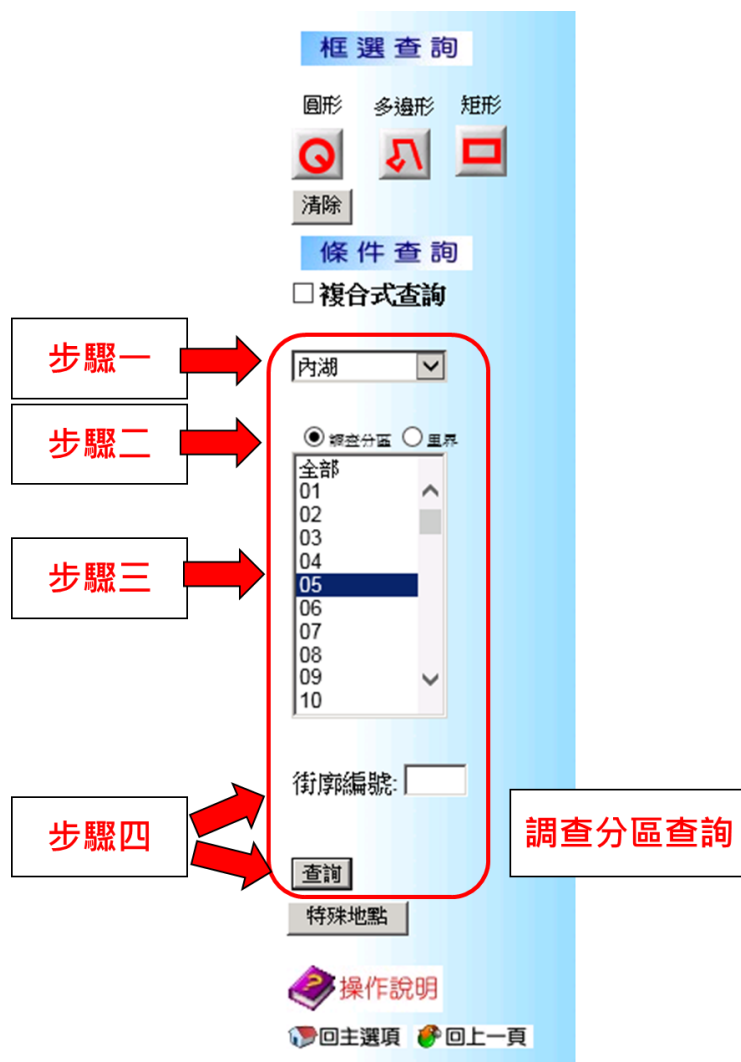 框選查詢
圓形 多邊形 矩形
清除
條件查詢
複合式查詢
步驟一
內湖
步驟二
調查分區 里界
全部
01
02
03
04
步驟三
05
06
07
08
09
10
街廓編號:
步驟四
調查分區查詢
查詢
特殊地點
操作說明
回主選項 回上一頁